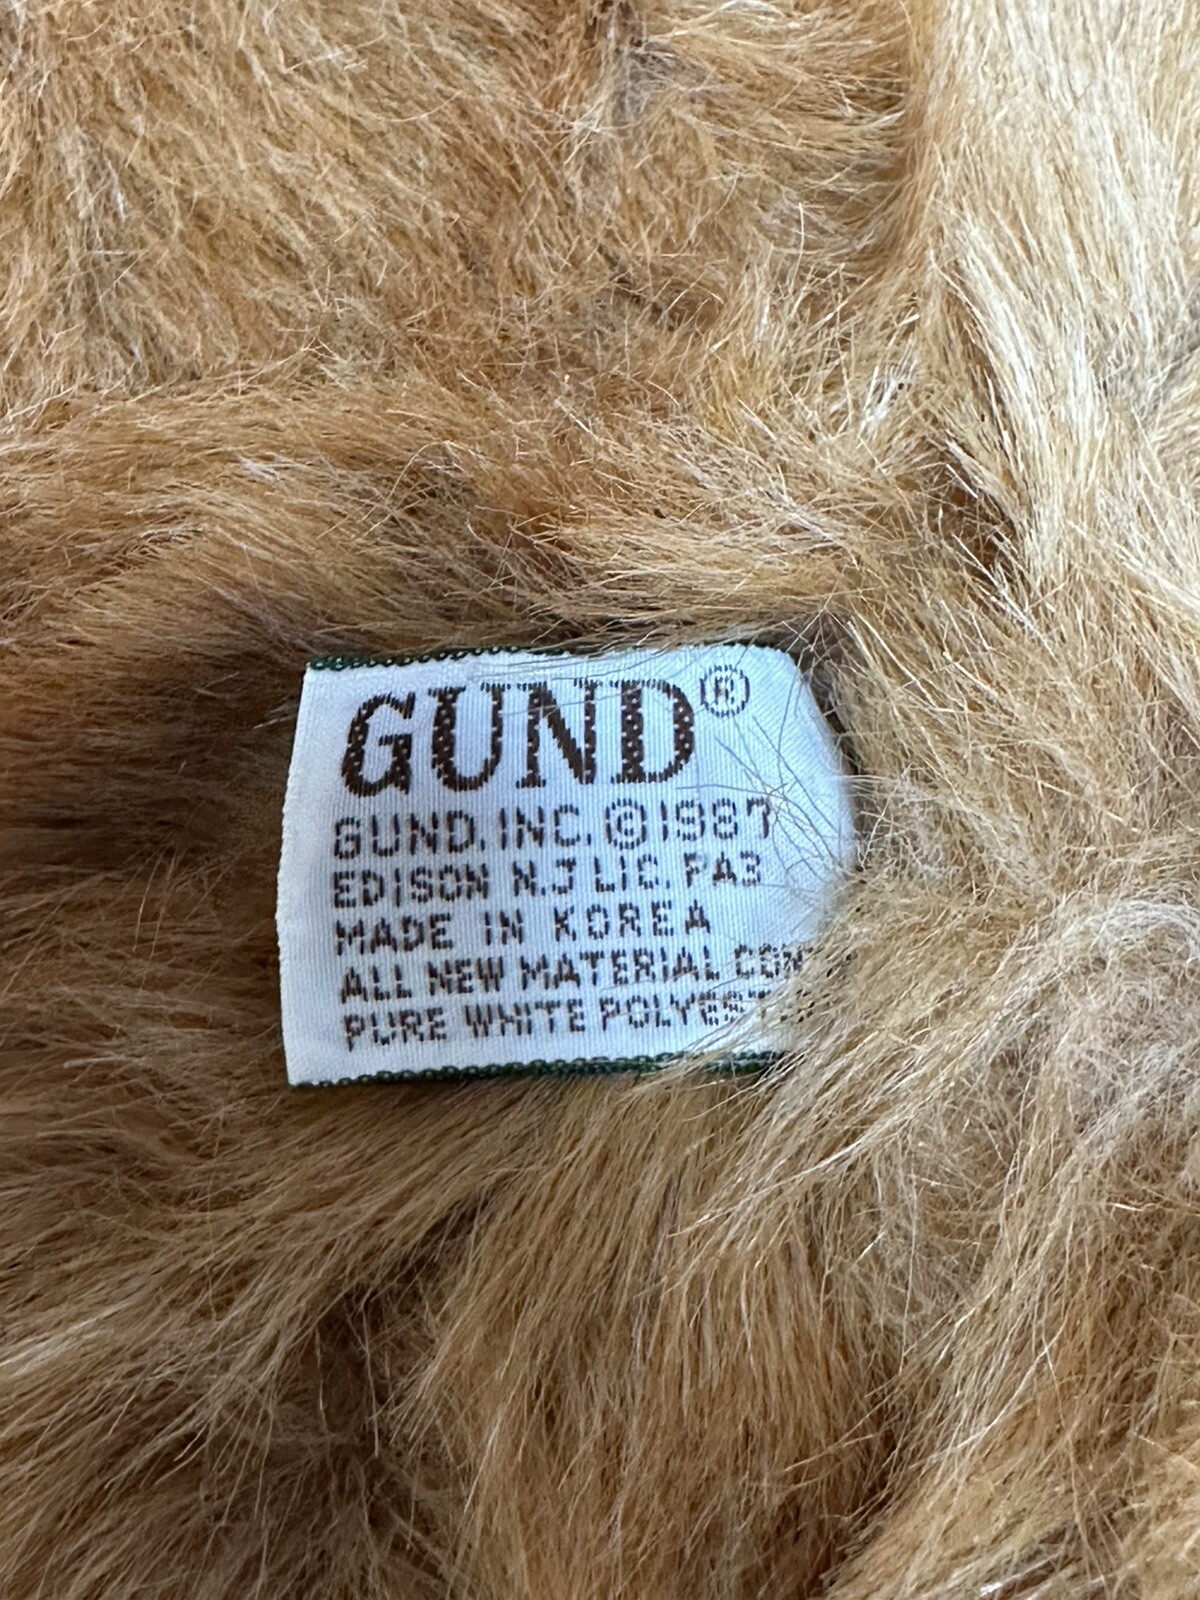 GUND®
GUND, INC. ©1987
EDISON N.J LIC. PA3
MADE IN KOREA
ALL NEW MATERIAL
PURE WHITE